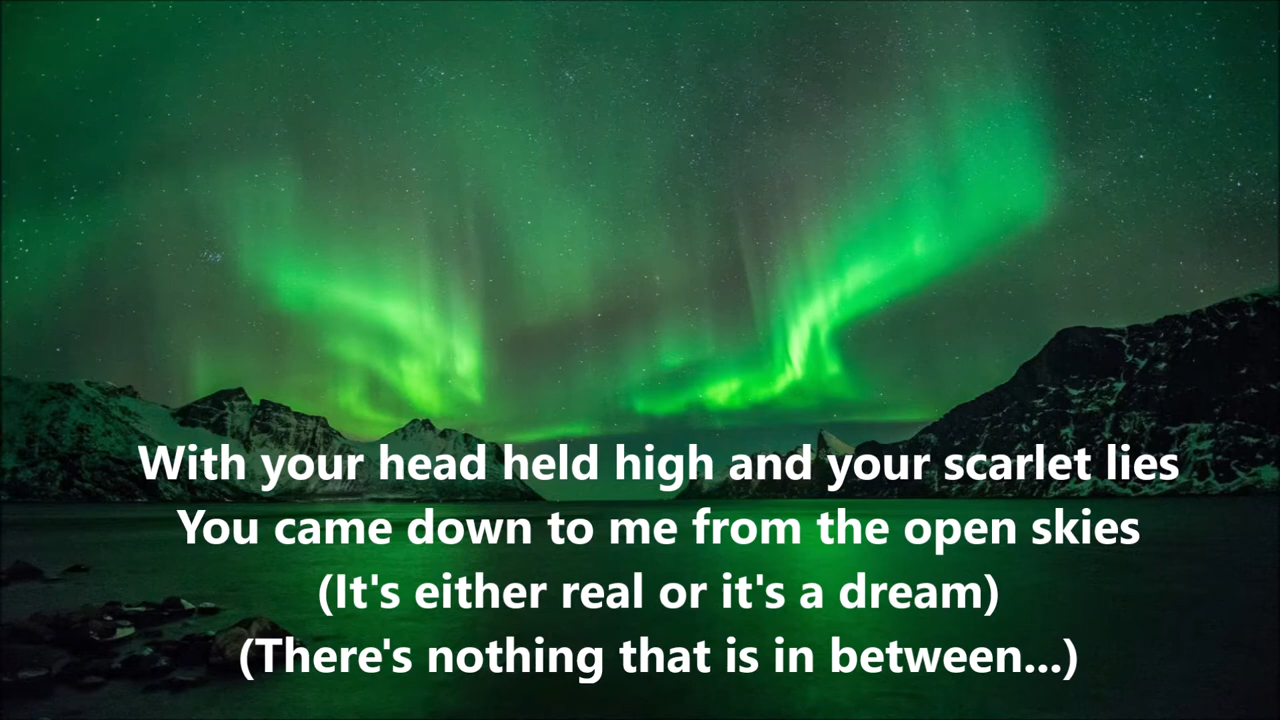 With your head held high and your scarlet lies
You came down to me from the open skies
(It's either real or it's a dream)
(There's nothing that is in between...)